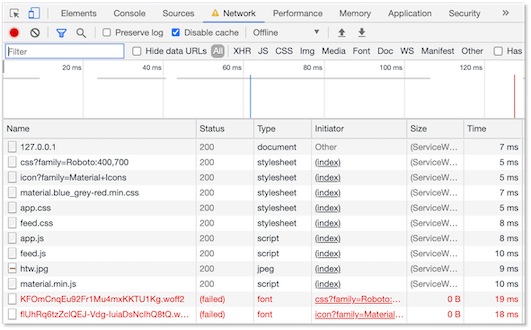 Elements Console Sources Network Performance Memory Application Security »
Preserve log Disable cache Offline
Filter Hide data URLs All XHR JS CSS Img Media Font Doc WS Manifest Other Has
20 ms 40 ms 60 ms 80 ms 100 ms 120 ms
Name Status Type Initiator Size Time
127.0.0.1 200 document Other (ServiceW... 7 ms
css?family=Roboto:400,700 200 stylesheet (index) (ServiceW... 5 ms
icon?family=Material+Icons 200 stylesheet (index) (ServiceW... 5 ms
material.blue_grey-red.min.css 200 stylesheet (index) (ServiceW... 7 ms
app.css 200 stylesheet (index) (ServiceW... 5 ms
feed.css 200 stylesheet (index) (ServiceW... 8 ms
app.js 200 script (index) (ServiceW... 8 ms
feed.js 200 script (index) (ServiceW... 10 ms
htw.jpg 200 jpeg (index) (ServiceW... 9 ms
material.min.js 200 script (index) (ServiceW... 10 ms
KFOmCnqEu92Fr1Mu4mxKKTU1Kg.woff2 (failed) font css?family=Roboto:... 0 B 19 ms
(failed) font icon?family=Material... 0 B 18 ms